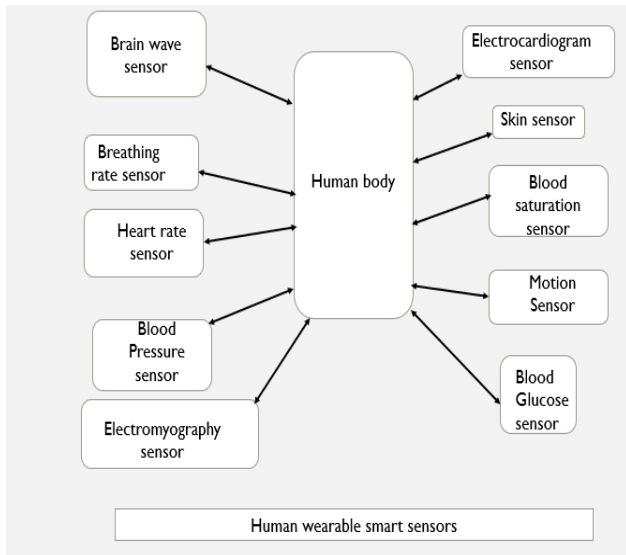 Brain wave
sensor
Breathing
rate sensor
Heart rate
sensor
Blood
Pressure
sensor
Electromyography
sensor
Human body
Electrocardiogram
sensor
Skin sensor
Blood
saturation
sensor
Motion
Sensor
Blood
Glucose
sensor
Human wearable smart sensors